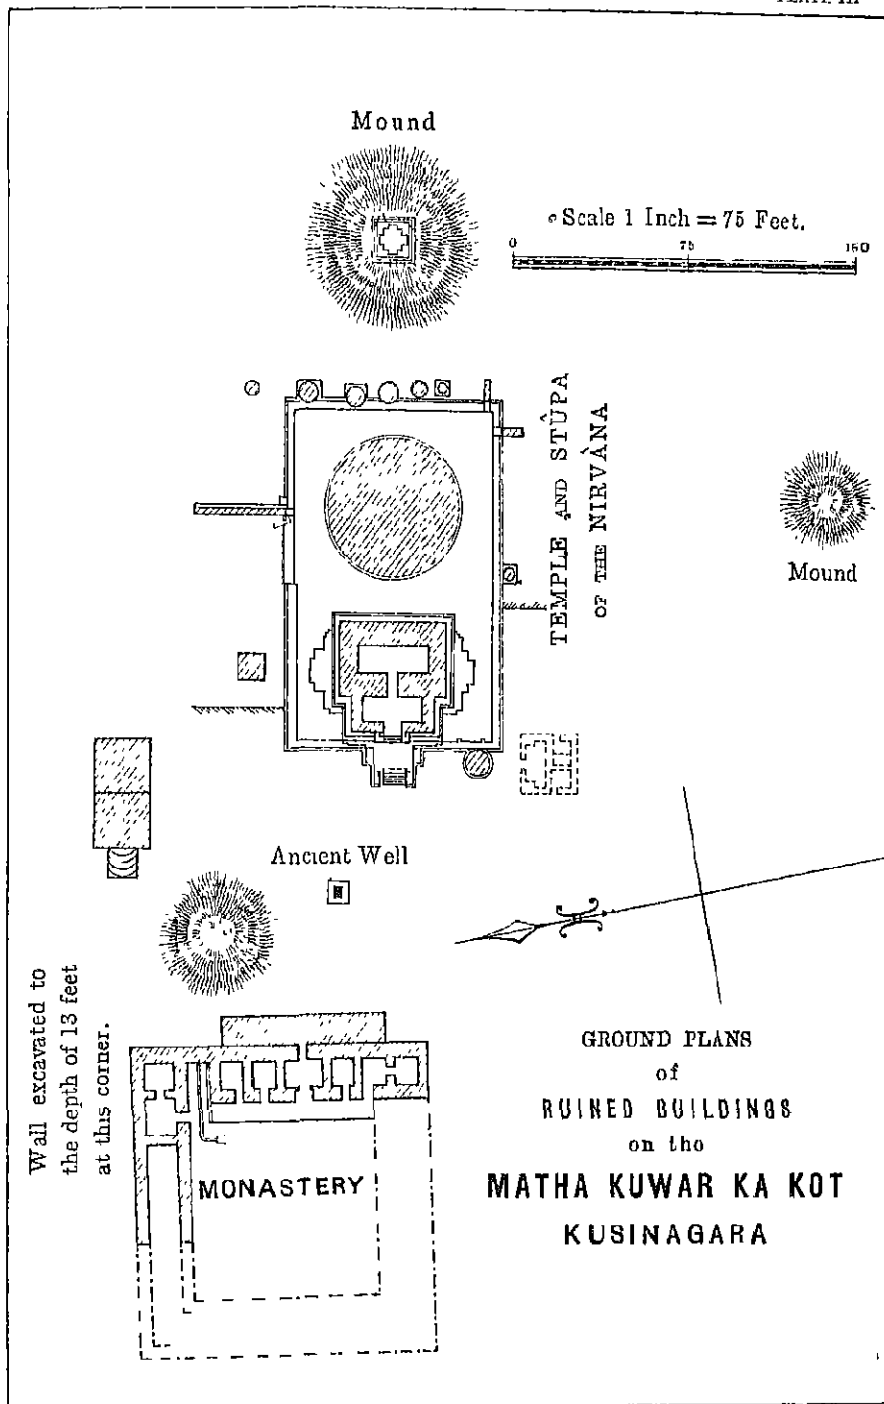 Mound
Scale 1 Inch = 75 Feet.
0 75 150
TEMPLE AND STÛPA
OF THE NIRVÂNA
Mound
Ancient Well
Wall excavated to
the depth of 13 feet
at this corner.
MONASTERY
GROUND PLANS
of
RUINED BUILDINGS
on the
MATHA KUWAR KA KOT
KUSINAGARA